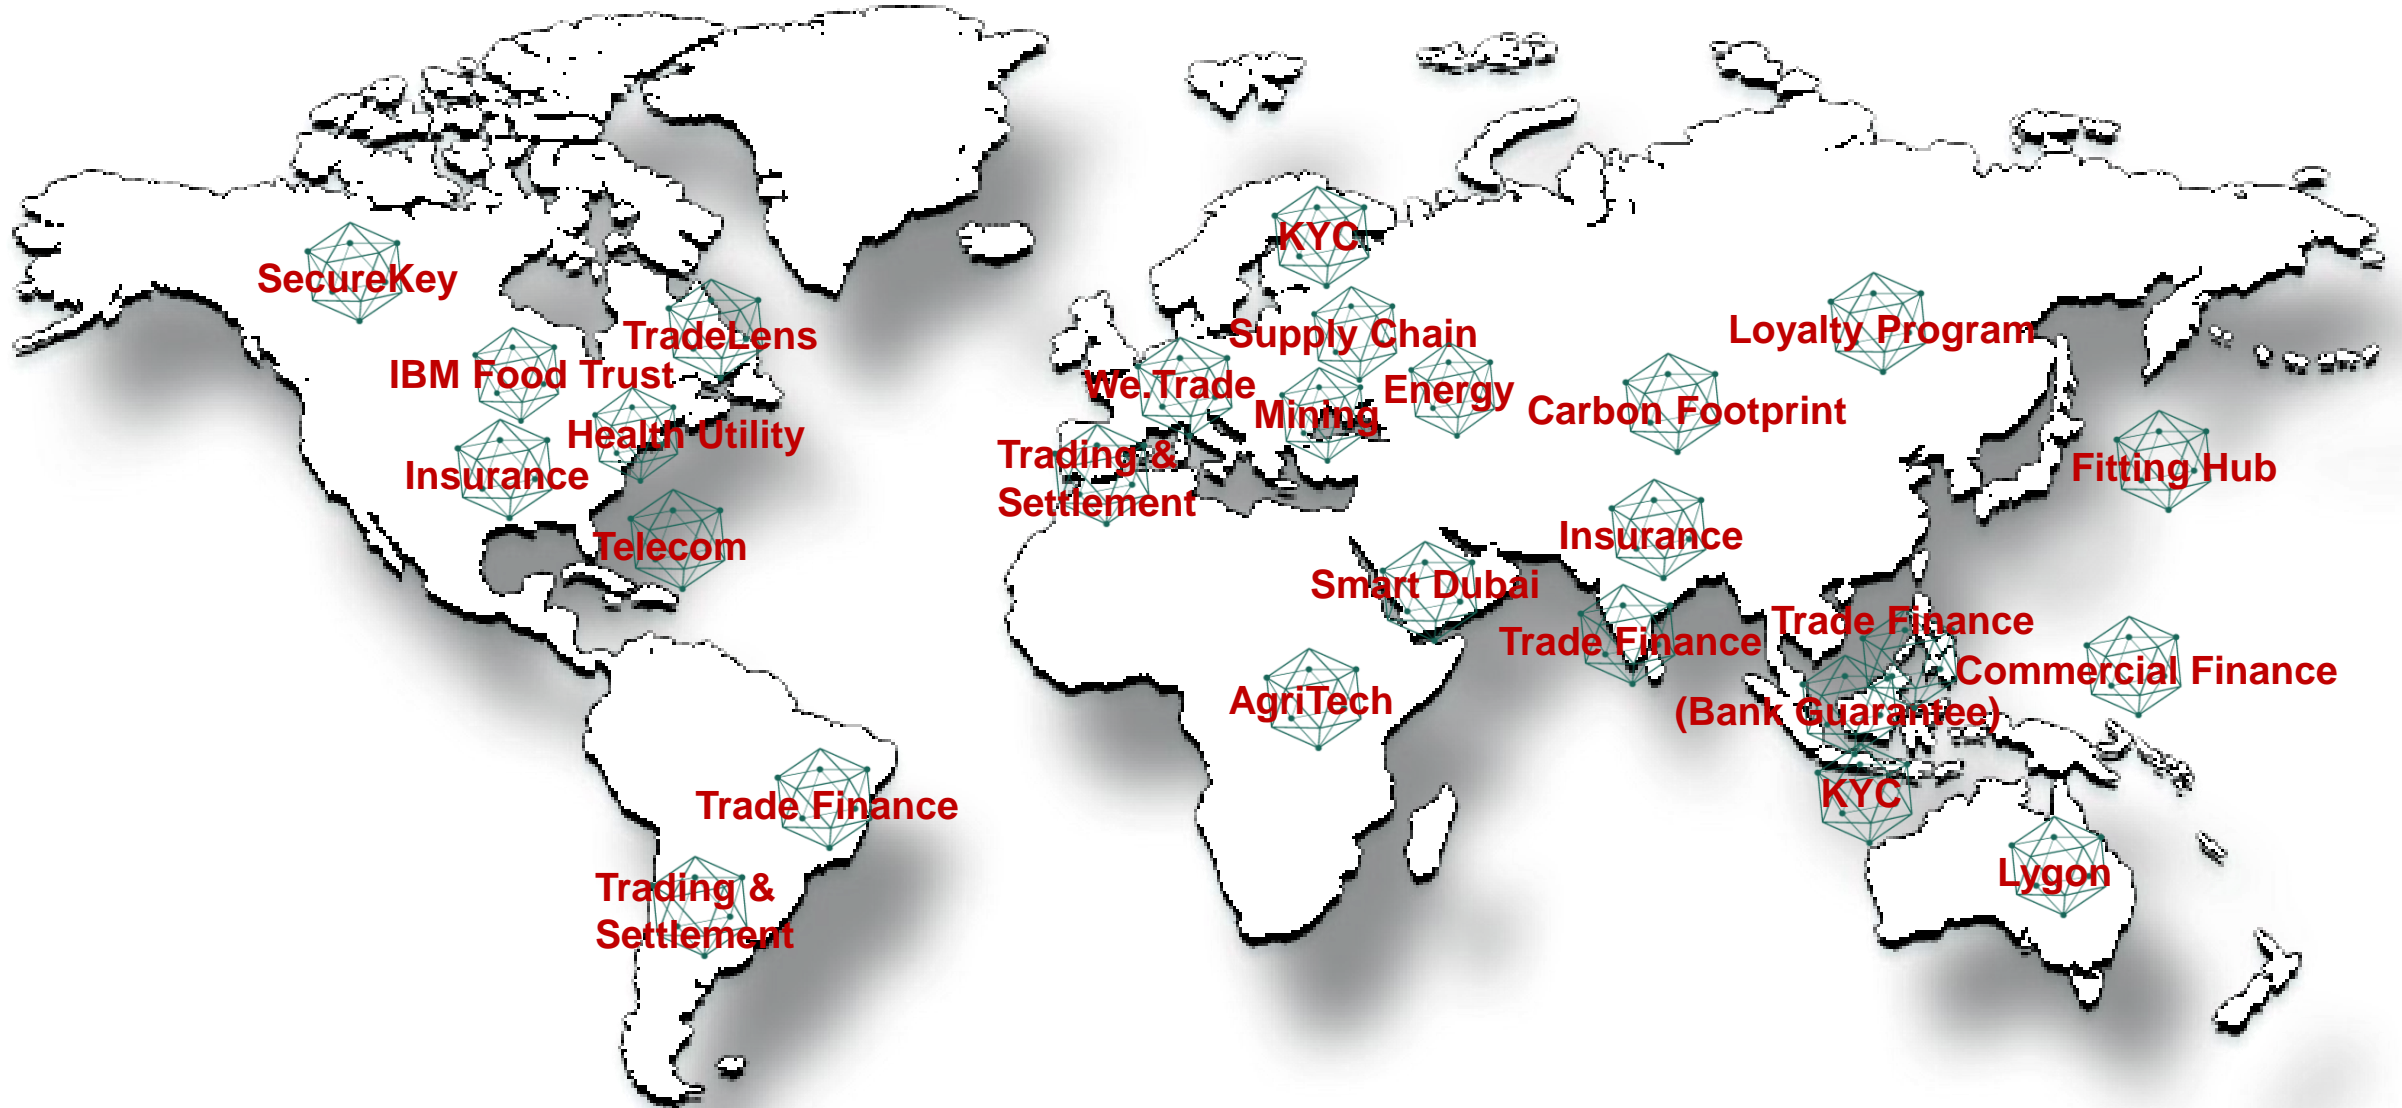 KYC
SecureKey
TradeLens
Supply Chain
Loyalty Program
IBM Food Trust
We.Trade
Energy
Mining
Carbon Footprint
Health Utility
Trading &
Settlement
Fitting Hub
Insurance
Telecom
Insurance
Smart Dubai
Trade Finance
Trade Finance
Commercial Finance
(Bank Guarantee)
AgriTech
KYC
Trade Finance
Lygon
Trading &
Settlement